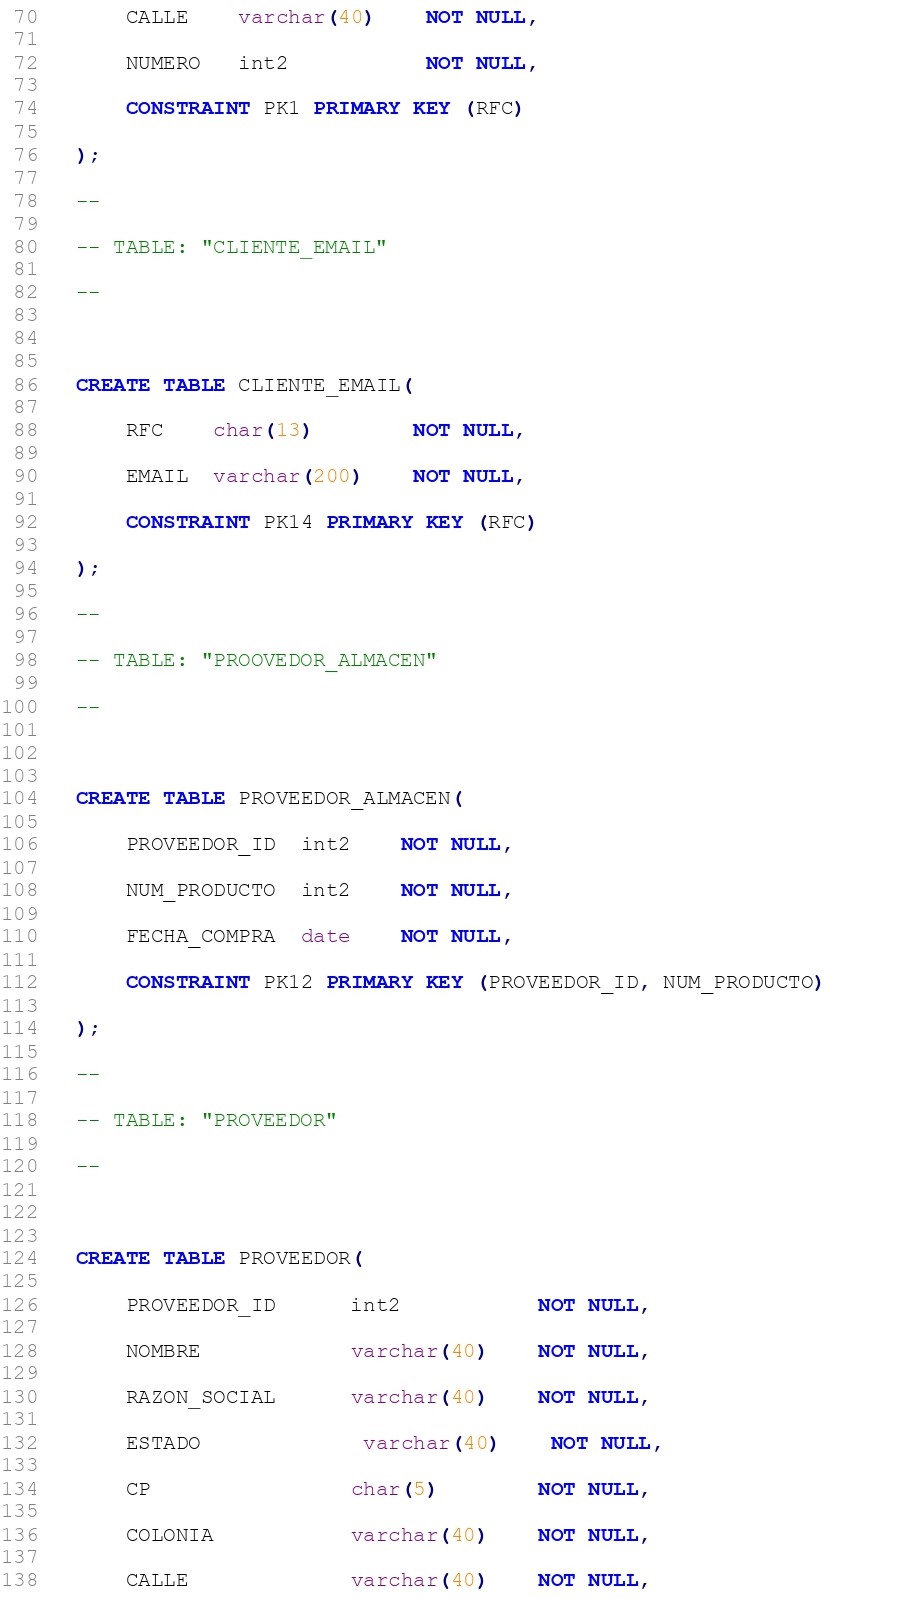 70 CALLE varchar(40) NOT NULL,
71
72 NUMERO int2 NOT NULL,
73
74 CONSTRAINT PK1 PRIMARY KEY (RFC)
75
76 );
77
78 --
79
80 -- TABLE: "CLIENTE_EMAIL"
81
82 --
83
84
85
86 CREATE TABLE CLIENTE_EMAIL(
87
88 RFC char(13) NOT NULL,
89
90 EMAIL varchar(200) NOT NULL,
91
92 CONSTRAINT PK14 PRIMARY KEY (RFC)
93
94 );
95
96 --
97
98 -- TABLE: "PROOVEDOR_ALMACEN"
99
100 --
101
102
103
104 CREATE TABLE PROVEEDOR_ALMACEN(
105
106 PROVEEDOR_ID int2 NOT NULL,
107
108 NUM_PRODUCTO int2 NOT NULL,
109
110 FECHA_COMPRA date NOT NULL,
111
112 CONSTRAINT PK12 PRIMARY KEY (PROVEEDOR_ID, NUM_PRODUCTO)
113
114 );
115
116 --
117
118 -- TABLE: "PROVEEDOR"
119
120 --
121
122
123
124 CREATE TABLE PROVEEDOR(
125
126 PROVEEDOR_ID int2 NOT NULL,
127
128 NOMBRE varchar(40) NOT NULL,
129
130 RAZON_SOCIAL varchar(40) NOT NULL,
131
132 ESTADO varchar(40) NOT NULL,
133
134 CP char(5) NOT NULL,
135
136 COLONIA varchar(40) NOT NULL,
137
138 CALLE varchar(40) NOT NULL,